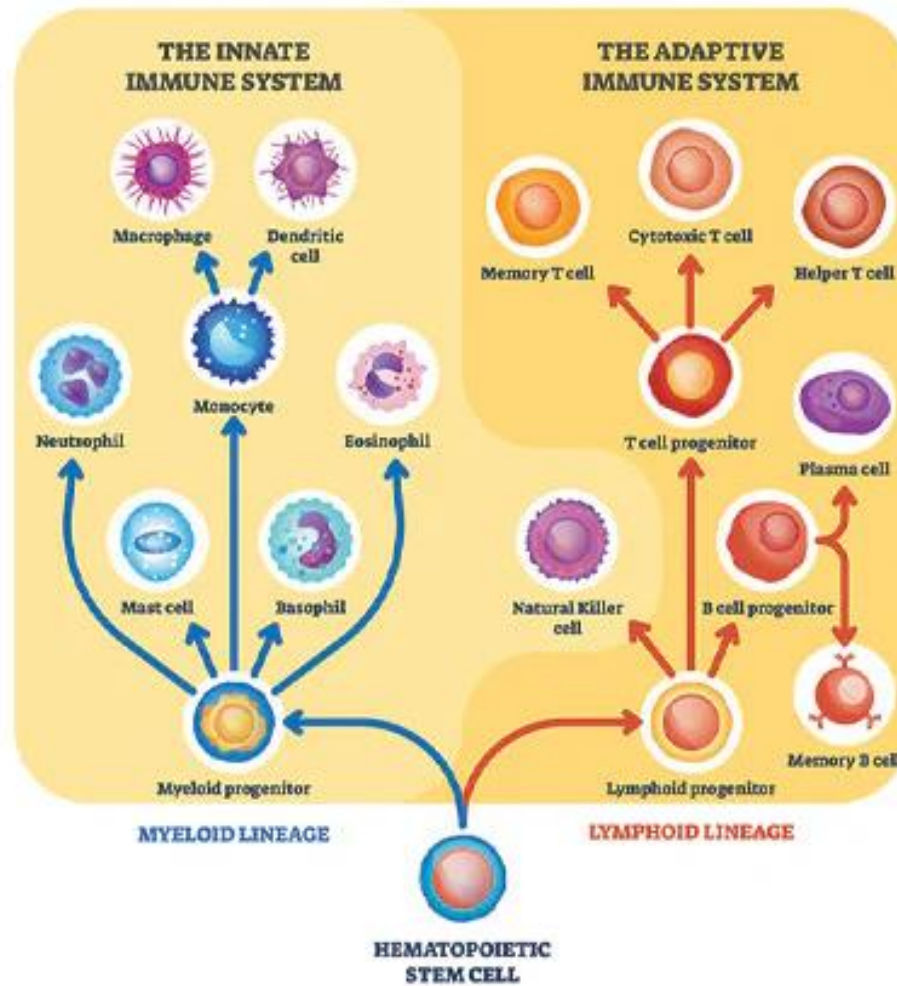 THE INNATE
IMMUNE SYSTEM
THE ADAPTIVE
IMMUNE SYSTEM
Macrophage
Dendritic
cell
Memory T cell
Cytotoxic T cell
Helper T cell
Monocyte
Neutrophil
Eosinophil
T cell progenitor
Plasma cell
Mast cell
Basophil
Natural Killer
cell
B cell progenitor
Memory B cell
Myeloid progenitor
Lymphoid progenitor
MYELOID LINEAGE
LYMPHOID LINEAGE
HEMATOPOIETIC
STEM CELL